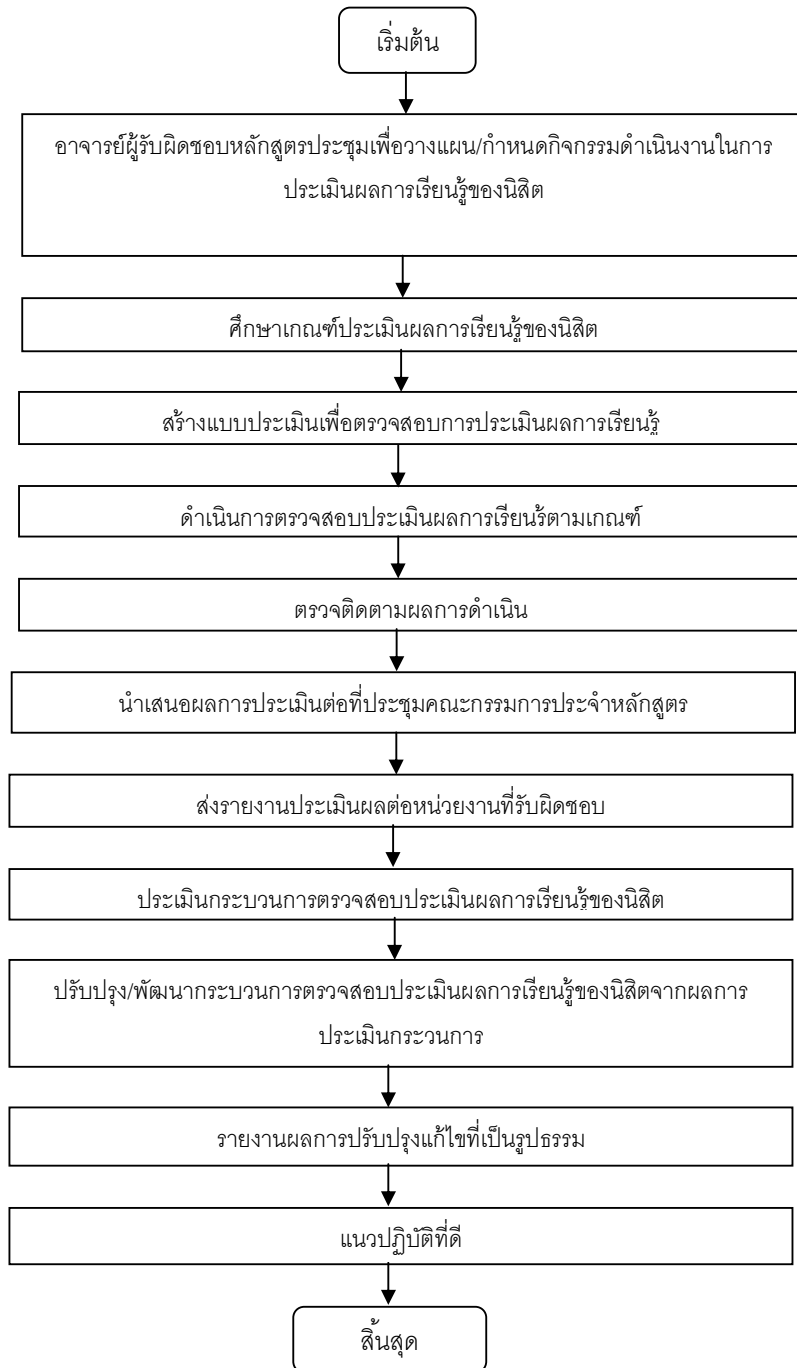 เริ่มต้น
อาจารย์ผู้รับผิดชอบหลักสูตรประชุมเพื่อวางแผน/กำหนดกิจกรรมดำเนินงานในการ
ประเมินผลการเรียนรู้ของนิสิต
ศึกษาเกณฑ์ประเมินผลการเรียนรู้ของนิสิต
สร้างแบบประเมินเพื่อตรวจสอบการประเมินผลการเรียนรู้
ดำเนินการตรวจสอบประเมินผลการเรียนรู้ตามเกณฑ์
ตรวจติดตามผลการดำเนิน
นำเสนอผลการประเมินต่อที่ประชุมคณะกรรมการประจำหลักสูตร
ส่งรายงานประเมินผลต่อหน่วยงานที่รับผิดชอบ
ประเมินกระบวนการตรวจสอบประเมินผลการเรียนรู้ของนิสิต
ปรับปรุง/พัฒนากระบวนการตรวจสอบประเมินผลการเรียนรู้ของนิสิตจากผลการ
ประเมินกระวนการ
รายงานผลการปรับปรุงแก้ไขที่เป็นรูปธรรม
แนวปฏิบัติที่ดี
สิ้นสุด